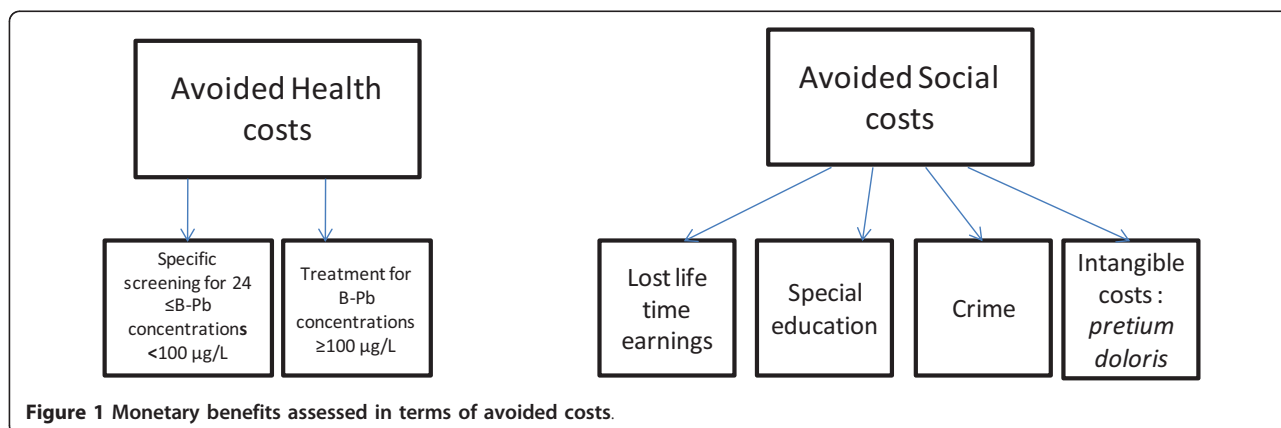 Avoided Health
costs
Avoided Social
costs
Specific
screening for 24
≤B-Pb
concentrations
<100 µg/L
Treatment for
B-Pb
concentrations
≥100 µg/L
Lost life
time
earnings
Special
education
Crime
Intangible
costs :
pretium
doloris
Figure 1 Monetary benefits assessed in terms of avoided costs.